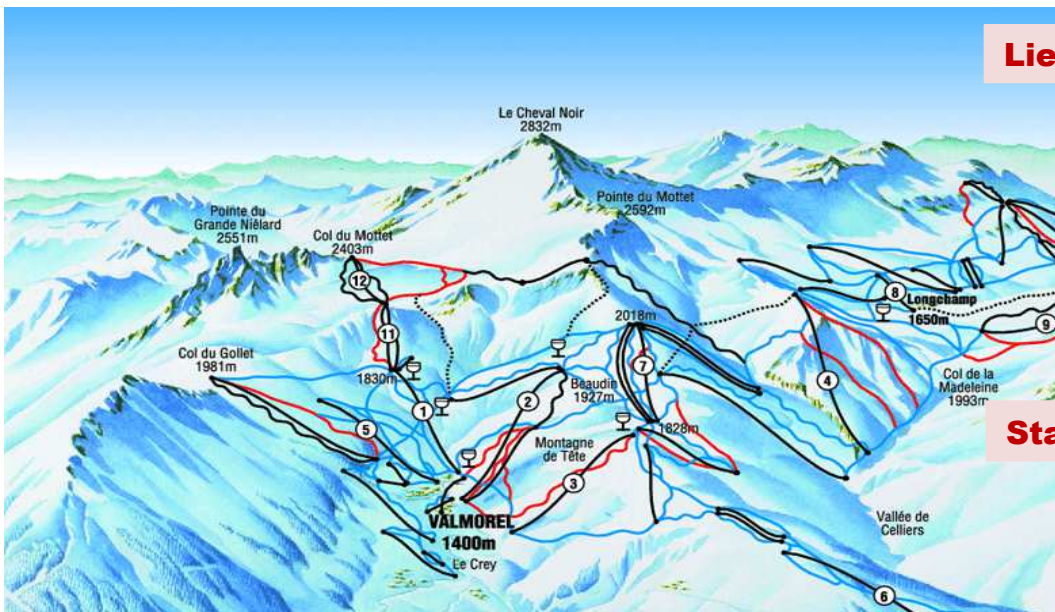 Lie
Le Cheval Noir
2832m
Pointe du Mottet
2592m
Pointe du
Grande Niélard
2551m
Col du Mottet
2403m
12
8
Longchamp
1650m
9
2018m
11
7
Col du Gollet
1981m
1830m
4
Col de la
Madeleine
1993m
Beaudin
1927m
2
1
5
1828m
Sta
Montagne
de Tête
3
VALMOREL
1400m
Vallée de
Celliers
Le Crey
6